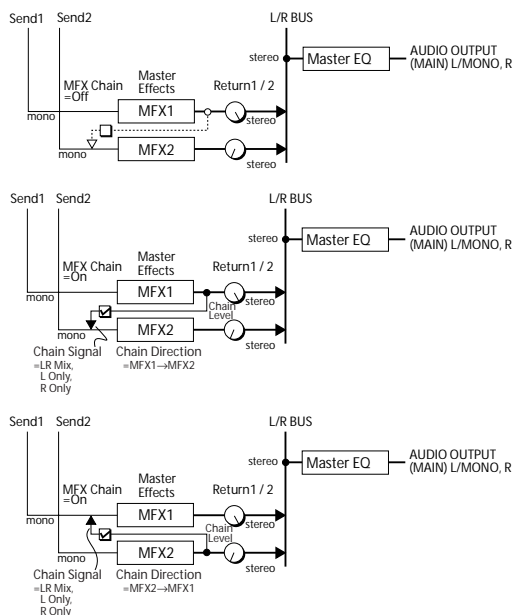 Send1 Send2 L/R BUS
stereo Master EQ AUDIO OUTPUT
(MAIN) L/MONO, R
MFX Chain
=Off
Master
Effects
Return1 / 2
mono MFX1 stereo
mono MFX2 stereo
Send1 Send2 L/R BUS
stereo Master EQ AUDIO OUTPUT
(MAIN) L/MONO, R
MFX Chain
=On
Master
Effects
Return1 / 2
mono MFX1 stereo
Chain
Level
MFX2 stereo
Chain Signal
=LR Mix,
L Only,
R Only
Chain Direction
=MFX1→MFX2
Send1 Send2 L/R BUS
stereo Master EQ AUDIO OUTPUT
(MAIN) L/MONO, R
MFX Chain
=On
Master
Effects
Return1 / 2
mono MFX1 stereo
Chain
Level
mono MFX2 stereo
Chain Signal
=LR Mix,
L Only,
R Only
Chain Direction
=MFX2→MFX1